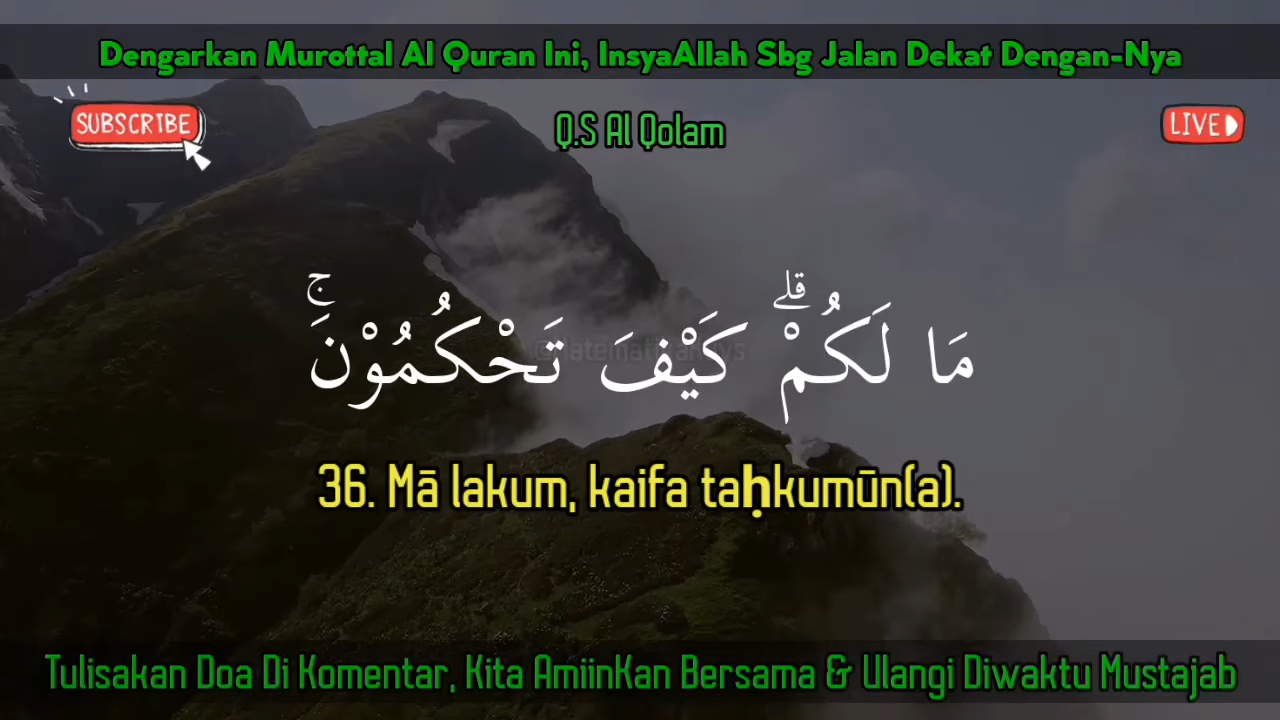 Dengarkan Murottal Al Quran Ini, InsyaAllah Sbg Jalan Dekat Dengan-Nya
SUBSCRIBE
Q.S Al Qolam
LIVE
مَا لَكُمْۗ كَيْفَ تَحْكُمُوْنَۚ
36. Mā lakum, kaifa taḥkumūn(a).
Tulisakan Doa Di Komentar, Kita AmiinKan Bersama & Ulangi Diwaktu Mustajab